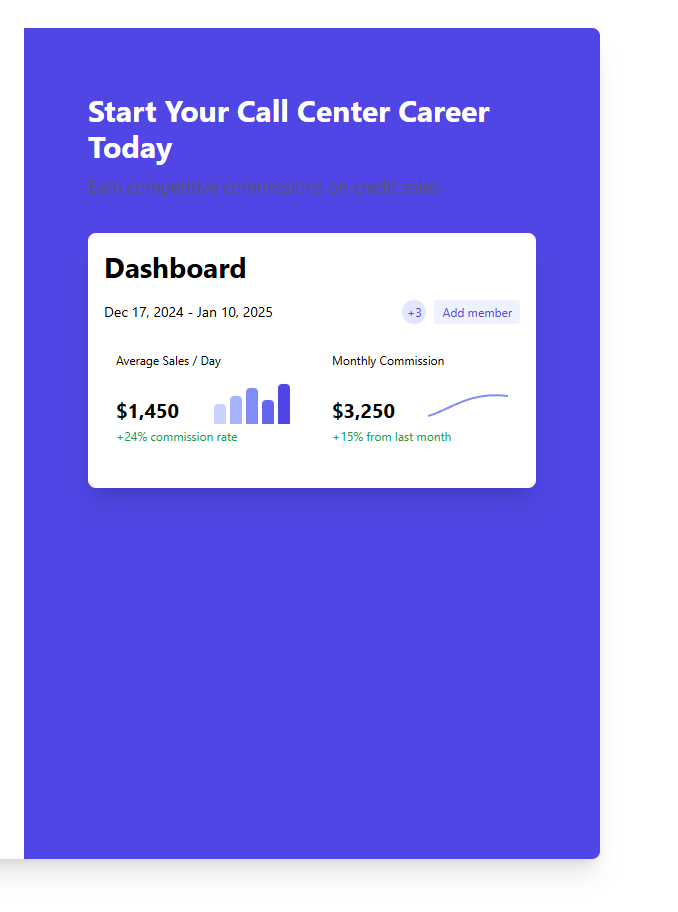 Start Your Call Center Career
Today
Earn competitive commissions on credit sales
Dashboard
Dec 17, 2024 - Jan 10, 2025
+3
Add member
Average Sales / Day
Monthly Commission
$1,450
$3,250
+24% commission rate
+15% from last month